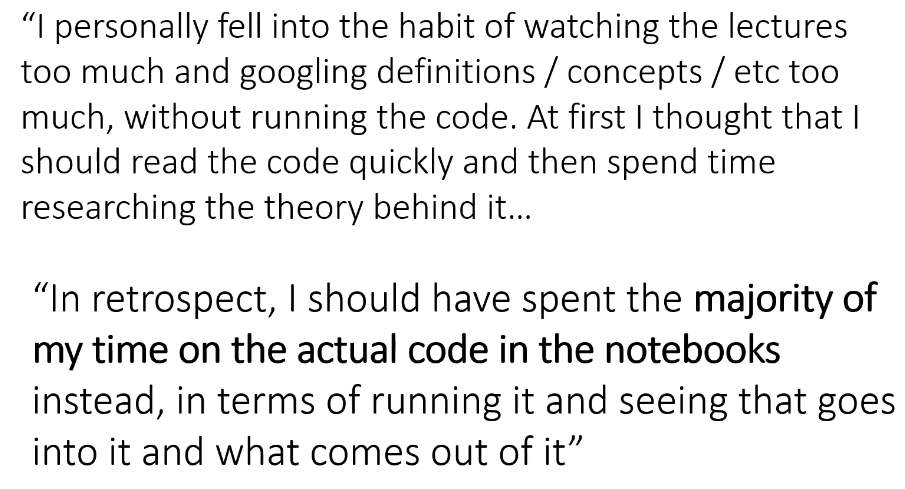 “I personally fell into the habit of watching the lectures
too much and googling definitions / concepts / etc too
much, without running the code. At first I thought that I
should read the code quickly and then spend time
researching the theory behind it...
“In retrospect, I should have spent the majority of
my time on the actual code in the notebooks
instead, in terms of running it and seeing that goes
into it and what comes out of it”